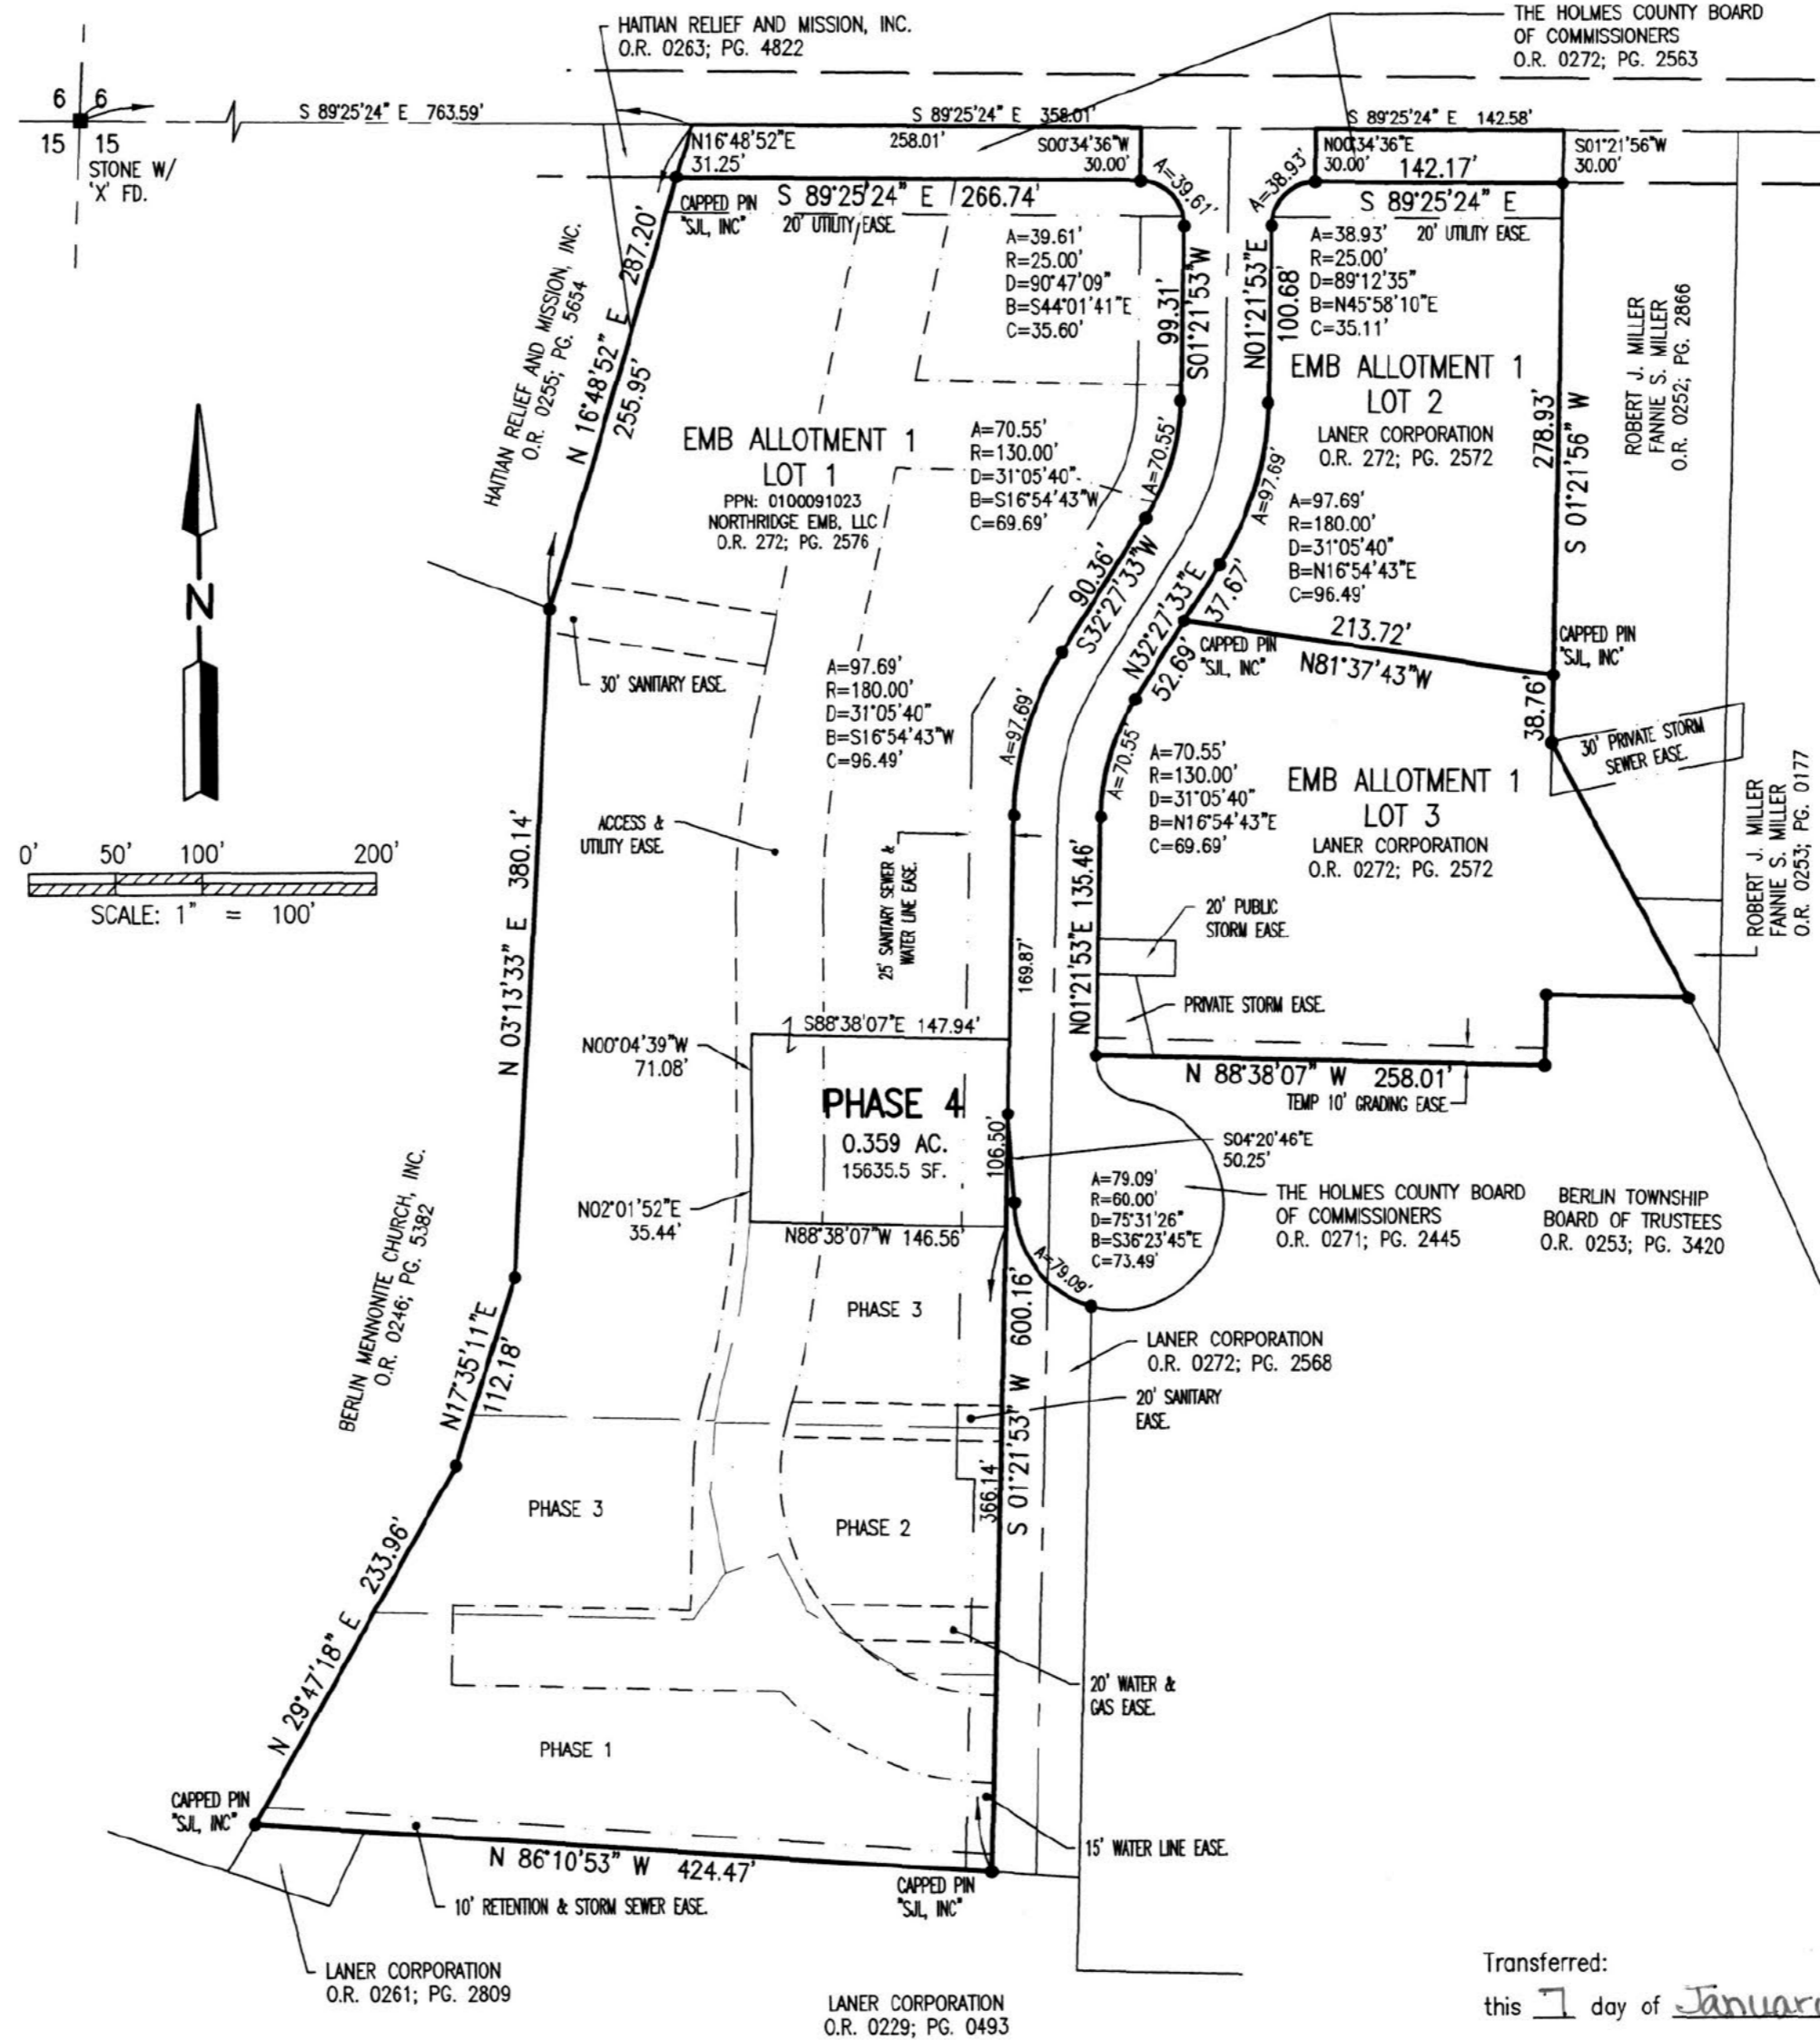 HAITIAN RELIEF AND MISSION, INC.
O.R. 0263; PG. 4822
THE HOLMES COUNTY BOARD
OF COMMISSIONERS
O.R. 0272; PG. 2563
6 6
15 15
STONE W/
'X' FD.
S 89°25'24" E 763.59'
S 89°25'24" E 358.01'
S 89°25'24" E 142.58'
N16°48'52"E
31.25'
258.01'
S00°34'36"W
30.00'
N00°34'36"E
30.00'
142.17'
S01°21'56"W
30.00'
A=39.61'
A=38.93'
CAPPED PIN
"SJL, INC"
S 89°25'24" E 266.74'
20' UTILITY EASE.
S 89°25'24" E
20' UTILITY EASE.
A=39.61'
R=25.00'
D=90°47'09"
B=S44°01'41"E
C=35.60'
A=38.93'
R=25.00'
D=89°12'35"
B=N45°58'10"E
C=35.11'
287.20'
N 16°48'52" E
255.95'
HAITIAN RELIEF AND MISSION, INC.
O.R. 0255; PG. 5654
99.31'
S01°21'53"W
N01°21'53"E
100.68'
ROBERT J. MILLER
FANNIE S. MILLER
O.R. 0252; PG. 2866
EMB ALLOTMENT 1
LOT 2
LANER CORPORATION
O.R. 272; PG. 2572
278.93'
S 01°21'56" W
EMB ALLOTMENT 1
LOT 1
PPN: 0100091023
NORTHRIDGE EMB, LLC
O.R. 272; PG. 2576
A=70.55'
R=130.00'
D=31°05'40"
B=S16°54'43"W
C=69.69'
A=70.55'
A=97.69'
A=97.69'
R=180.00'
D=31°05'40"
B=N16°54'43"E
C=96.49'
N
90.36'
S32°27'33"W
N32°27'33"E
37.67'
52.69'
CAPPED PIN
"SJL, INC"
213.72'
N81°37'43"W
CAPPED PIN
"SJL, INC"
38.76'
30' SANITARY EASE.
A=97.69'
R=180.00'
D=31°05'40"
B=S16°54'43"W
C=96.49'
A=97.69'
A=70.55'
A=70.55'
R=130.00'
D=31°05'40"
B=N16°54'43"E
C=69.69'
30' PRIVATE STORM
SEWER EASE.
EMB ALLOTMENT 1
LOT 3
LANER CORPORATION
O.R. 0272; PG. 2572
ROBERT J. MILLER
FANNIE S. MILLER
O.R. 0253; PG. 0177
0' 50' 100' 200'
SCALE: 1" = 100'
N 03°13'33" E 380.14'
ACCESS &
UTILITY EASE.
25' SANITARY SEWER &
WATER LINE EASE.
169.87'
N01°21'53"E 135.46'
20' PUBLIC
STORM EASE.
PRIVATE STORM EASE.
N 88°38'07" W 258.01'
TEMP 10' GRADING EASE.
S88°38'07"E 147.94'
N00°04'39"W
71.08'
PHASE 4
0.359 AC.
15635.5 SF.
106.50'
N02°01'52"E
35.44'
N88°38'07"W 146.56'
S04°20'46"E
50.25'
A=79.09'
R=60.00'
D=75°31'26"
B=S36°23'45"E
C=73.49'
A=79.09'
THE HOLMES COUNTY BOARD
OF COMMISSIONERS
O.R. 0271; PG. 2445
BERLIN TOWNSHIP
BOARD OF TRUSTEES
O.R. 0253; PG. 3420
BERLIN MENNONITE CHURCH, INC.
O.R. 0246; PG. 5382
PHASE 3
LANER CORPORATION
O.R. 0272; PG. 2568
N17°35'11"E
112.18'
20' SANITARY
EASE.
S 01°21'53" W 600.16'
366.14'
PHASE 3
PHASE 2
N 29°47'18" E 233.96'
20' WATER &
GAS EASE.
PHASE 1
CAPPED PIN
"SJL, INC"
15' WATER LINE EASE.
N 86°10'53" W 424.47'
CAPPED PIN
"SJL, INC"
10' RETENTION & STORM SEWER EASE.
LANER CORPORATION
O.R. 0261; PG. 2809
LANER CORPORATION
O.R. 0229; PG. 0493
Transferred:
this 7 day of January